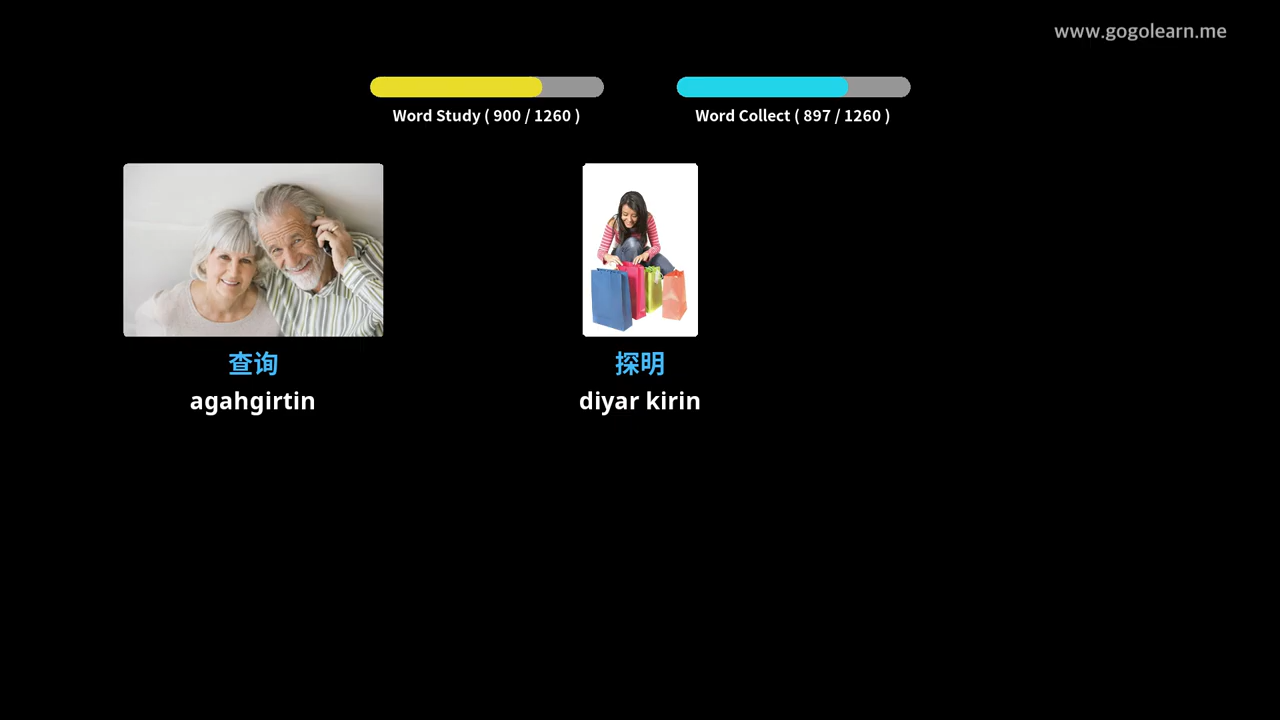 www.gogolearn.me
Word Study ( 900 / 1260 )
Word Collect ( 897 / 1260 )
查询
探明
agahgirtin
diyar kirin